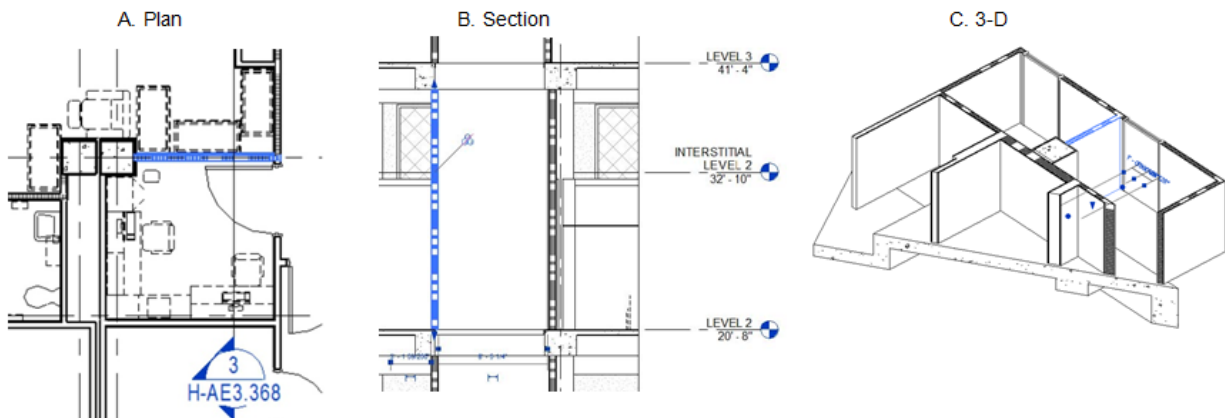 A. Plan
B. Section
C. 3-D
LEVEL 3
41' - 4"
INTERSTITIAL
LEVEL 2
32' - 10"
LEVEL 2
20' - 8"
3
H-AE3.368